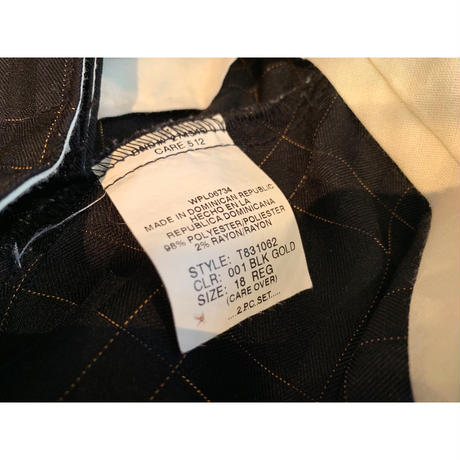 CARE 512
WPL06734
MADE IN DOMINICAN REPUBLIC
HECHO EN LA
REPUBLICA DOMINICANA
98% POLYESTER/POLIESTER
2% RAYON/RAYON
STYLE: T831062
CLR: 001 BLK GOLD
SIZE: 18 REG
(CARE OVER)
....2 PC. SET....